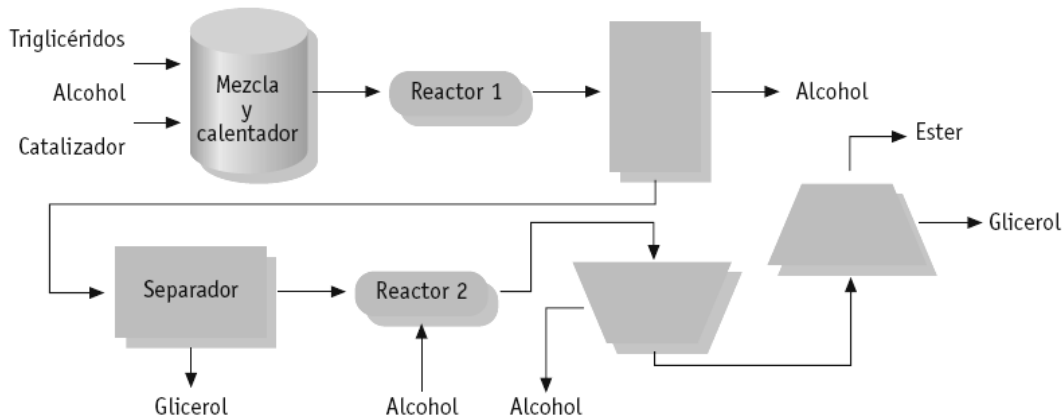 Triglicéridos
Alcohol
Catalizador
Mezcla
y
calentador
Reactor 1
Alcohol
Ester
Glicerol
Separador
Reactor 2
Glicerol
Alcohol
Alcohol